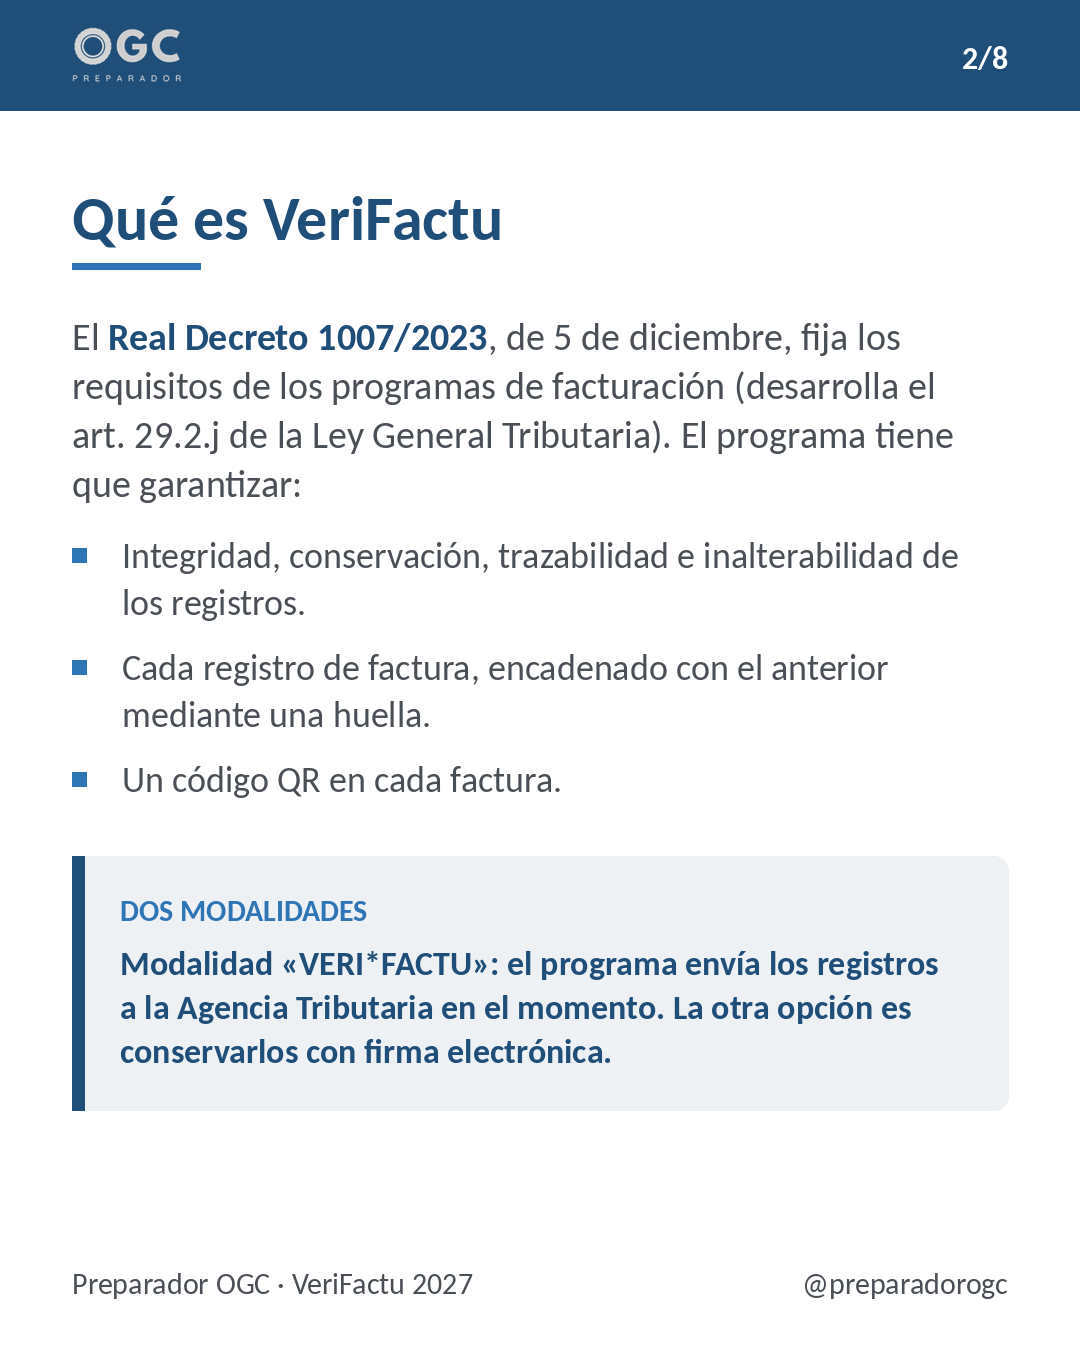 OGC
PREPARADOR
2/8
Qué es VeriFactu
El Real Decreto 1007/2023, de 5 de diciembre, fija los
requisitos de los programas de facturación (desarrolla el
art. 29.2.j de la Ley General Tributaria). El programa tiene
que garantizar:
Integridad, conservación, trazabilidad e inalterabilidad de
los registros.
Cada registro de factura, encadenado con el anterior
mediante una huella.
Un código QR en cada factura.
DOS MODALIDADES
Modalidad «VERI*FACTU»: el programa envía los registros
a la Agencia Tributaria en el momento. La otra opción es
conservarlos con firma electrónica.
Preparador OGC · VeriFactu 2027
@preparadorogc